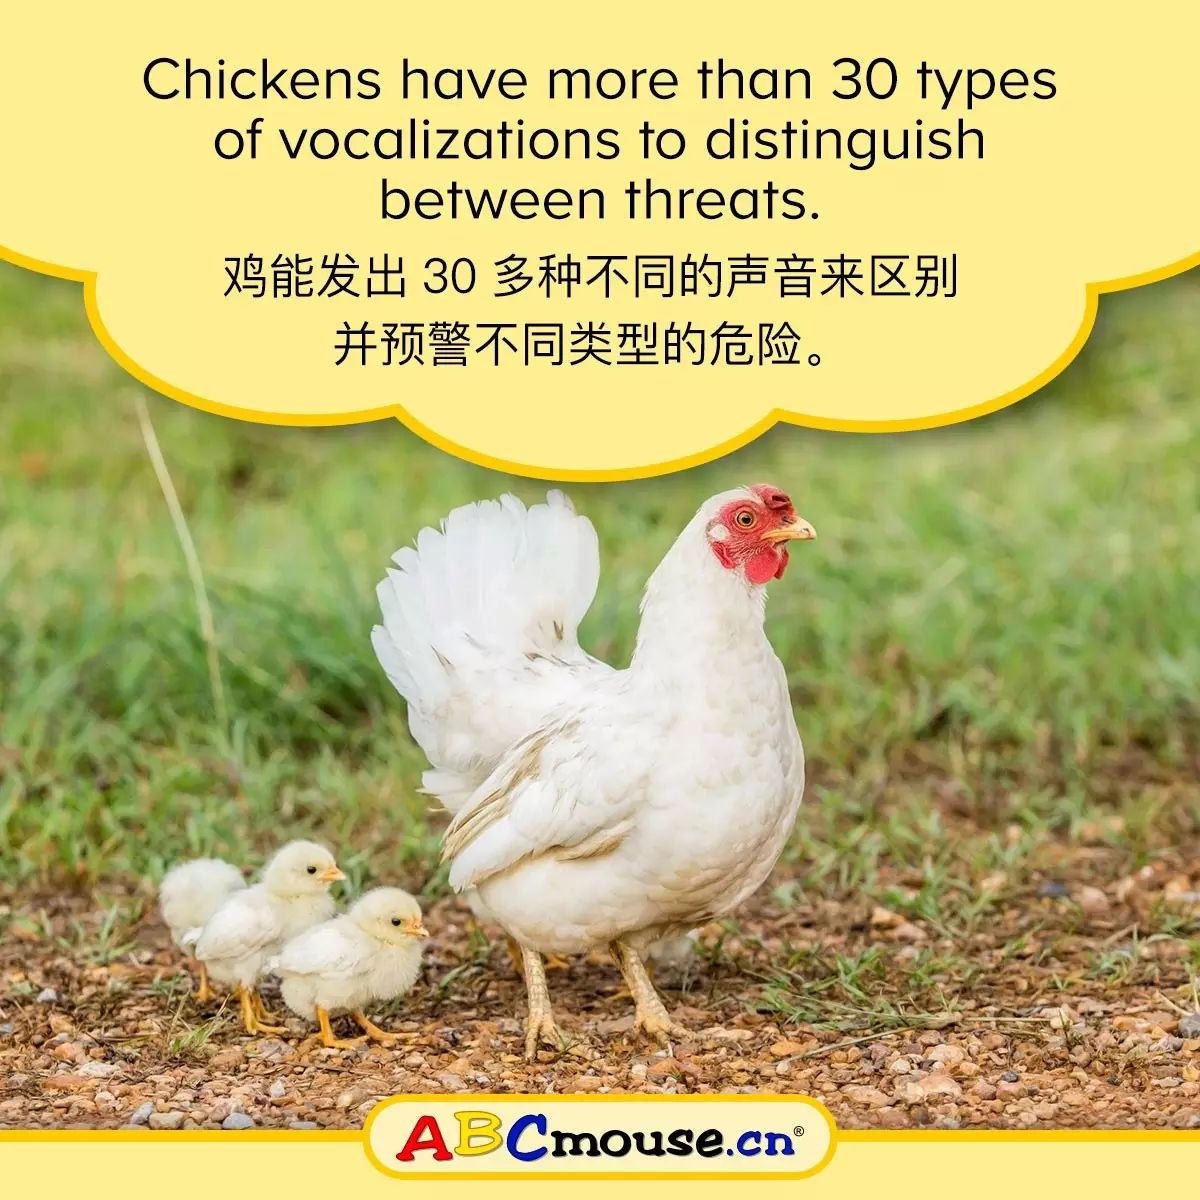 Chickens have more than 30 types
of vocalizations to distinguish
between threats.
鸡能发出 30 多种不同的声音来区别
并预警不同类型的危险。
ABCmouse.cn®